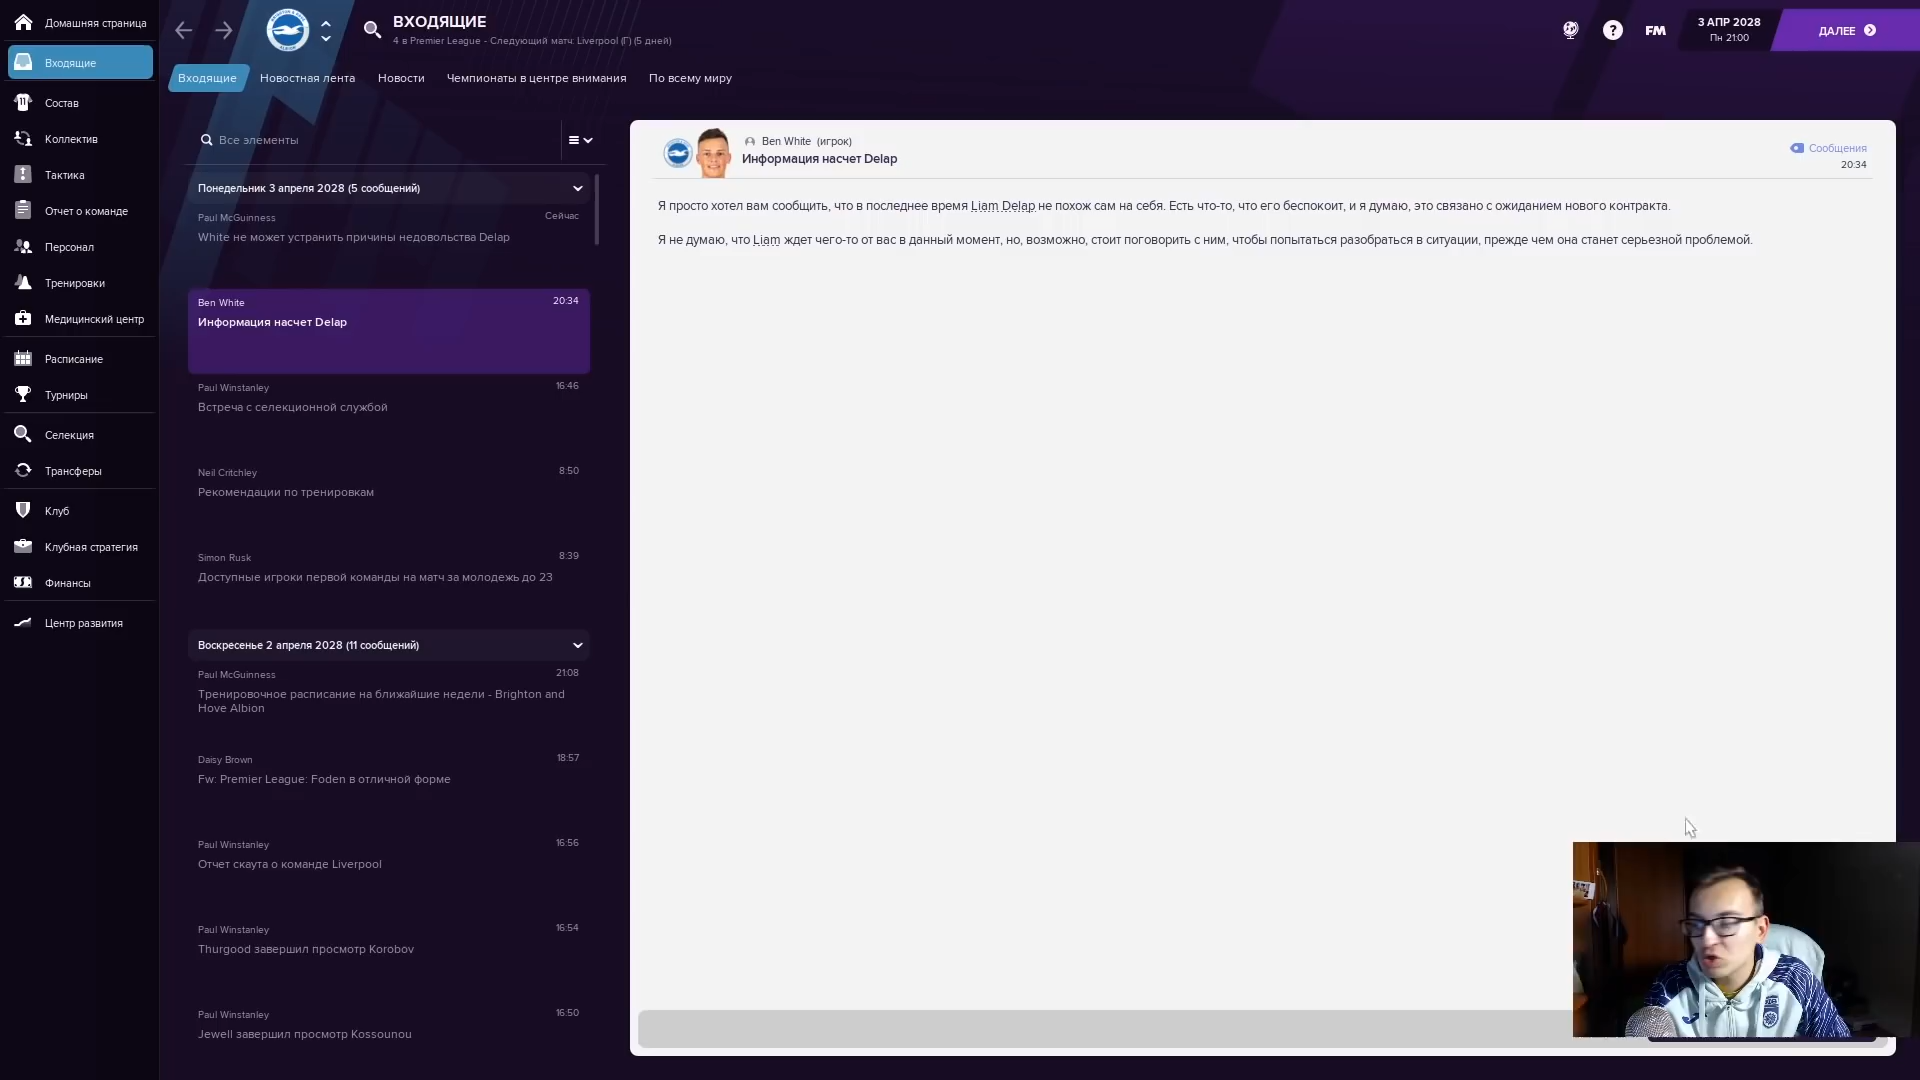 Домашняя страница
Входящие
Состав
Коллектив
Тактика
Отчет о команде
Персонал
Тренировки
Медицинский центр
Расписание
Турниры
Селекция
Трансферы
Клуб
Клубная стратегия
Финансы
Центр развития
ВХОДЯЩИЕ
4 в Premier League - Следующий матч: Liverpool (Г) (5 дней)
FM
3 АПР 2028
Пн 21:00
ДАЛЕЕ
Входящие
Новостная лента
Новости
Чемпионаты в центре внимания
По всему миру
Все элементы
Понедельник 3 апреля 2028 (5 сообщений)
Paul McGuinness
Сейчас
White не может устранить причины недовольства Delap
Ben White
20:34
Информация насчет Delap
Paul Winstanley
16:46
Встреча с селекционной службой
Neil Critchley
8:50
Рекомендации по тренировкам
Simon Rusk
8:39
Доступные игроки первой команды на матч за молодежь до 23
Воскресенье 2 апреля 2028 (11 сообщений)
Paul McGuinness
21:08
Тренировочное расписание на ближайшие недели - Brighton and
Hove Albion
Daisy Brown
18:57
Fw: Premier League: Foden в отличной форме
Paul Winstanley
16:56
Отчет скаута о команде Liverpool
Paul Winstanley
16:54
Thurgood завершил просмотр Korobov
Paul Winstanley
16:50
Jewell завершил просмотр Kossounou
Ben White (игрок)
Информация насчет Delap
Сообщения
20:34
Я просто хотел вам сообщить, что в последнее время Liam Delap не похож сам на себя. Есть что-то, что его беспокоит, и я думаю, это связано с ожиданием нового контракта.
Я не думаю, что Liam ждет чего-то от вас в данный момент, но, возможно, стоит поговорить с ним, чтобы попытаться разобраться в ситуации, прежде чем она станет серьезной проблемой.